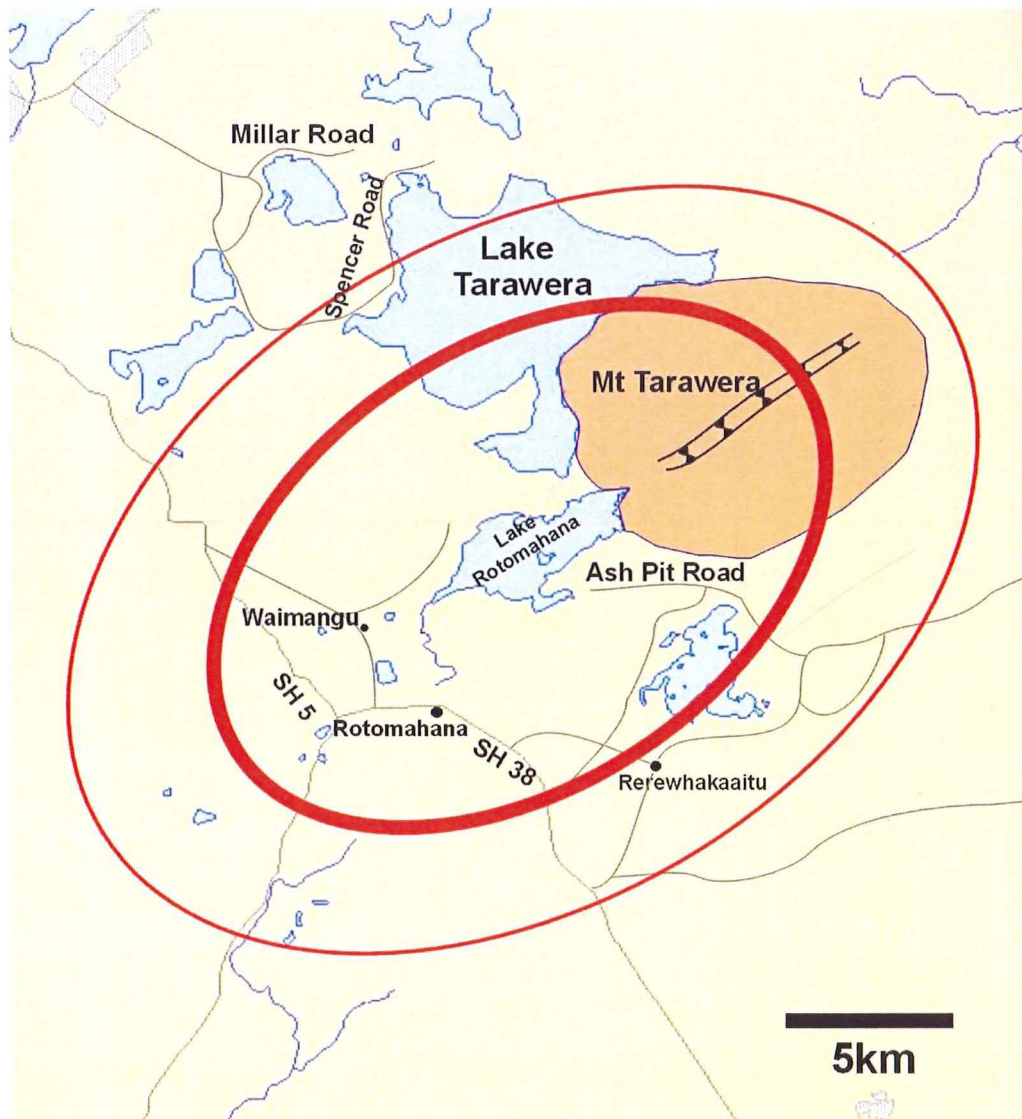 Millar Road
Spencer Road
Lake
Tarawera
Mt Tarawera
Lake
Rotomahana
Ash Pit Road
Waimangu
SH 5
Rotomahana
SH 38
Rerewhakaaitu
5km